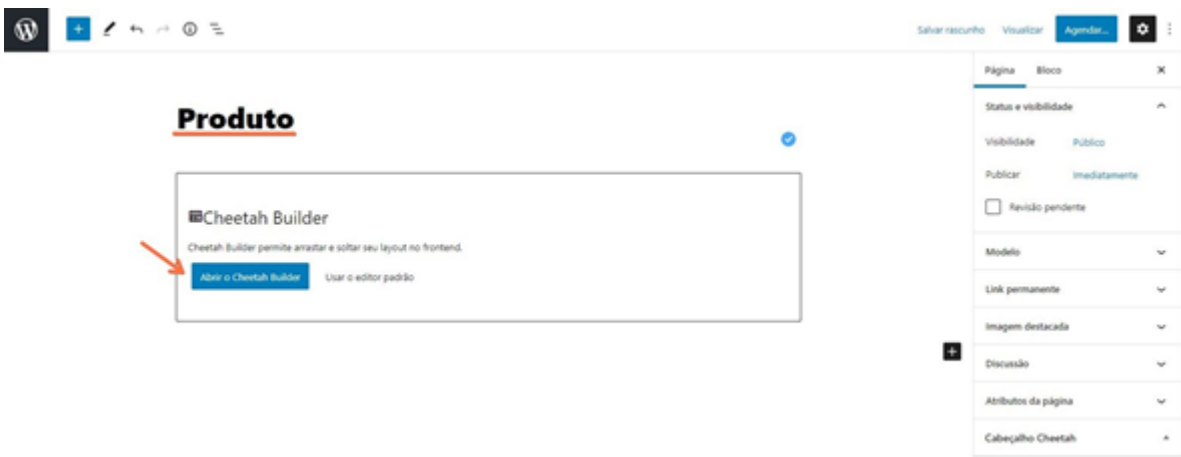 Salvar rascunho Visualizar Agendar...
Página Bloco
Produto
Status e visibilidade
Visibilidade Público
Publicar Imediatamente
Revisão pendente
Cheetah Builder
Cheetah Builder permite arrastar e soltar seu layout no frontend.
Abrir o Cheetah Builder Usar o editor padrão
Modelo
Link permanente
Imagem destacada
Discussão
Atributos da página
Cabeçalho Cheetah